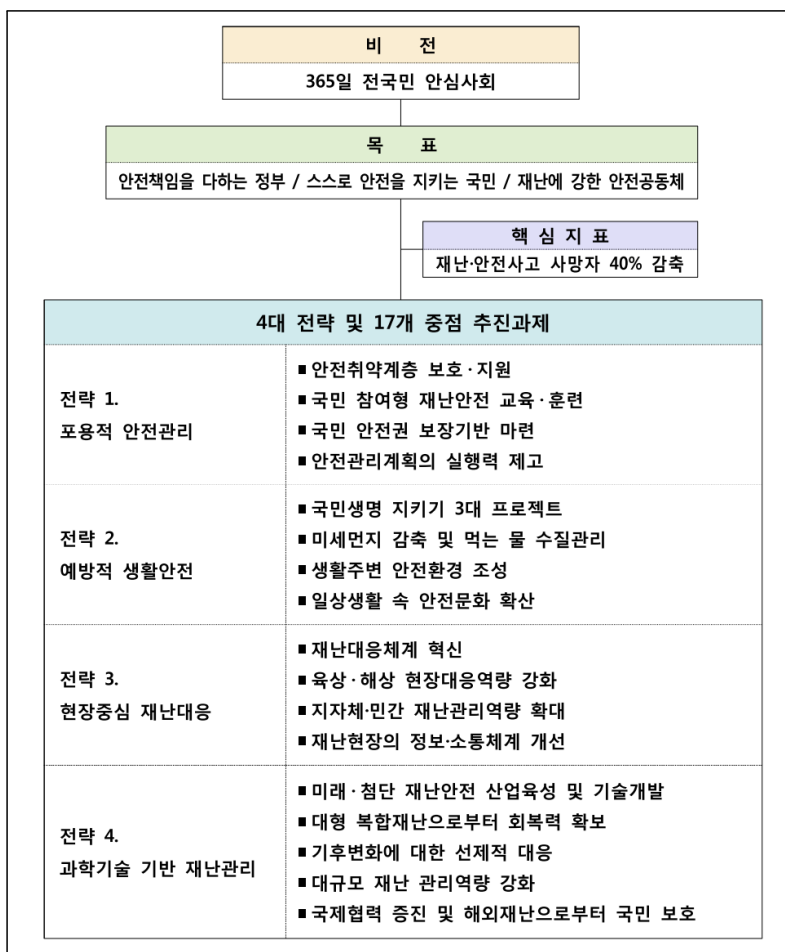 비 전
365일 전국민 안심사회
목 표
안전책임을 다하는 정부 / 스스로 안전을 지키는 국민 / 재난에 강한 안전공동체
핵 심 지 표
재난·안전사고 사망자 40% 감축
4대 전략 및 17개 중점 추진과제
전략 1.
포용적 안전관리
■ 안전취약계층 보호·지원
■ 국민 참여형 재난안전 교육·훈련
■ 국민 안전권 보장기반 마련
■ 안전관리계획의 실행력 제고
전략 2.
예방적 생활안전
■ 국민생명 지키기 3대 프로젝트
■ 미세먼지 감축 및 먹는 물 수질관리
■ 생활주변 안전환경 조성
■ 일상생활 속 안전문화 확산
전략 3.
현장중심 재난대응
■ 재난대응체계 혁신
■ 육상·해상 현장대응역량 강화
■ 지자체·민간 재난관리역량 확대
■ 재난현장의 정보·소통체계 개선
전략 4.
과학기술 기반 재난관리
■ 미래·첨단 재난안전 산업육성 및 기술개발
■ 대형 복합재난으로부터 회복력 확보
■ 기후변화에 대한 선제적 대응
■ 대규모 재난 관리역량 강화
■ 국제협력 증진 및 해외재난으로부터 국민 보호